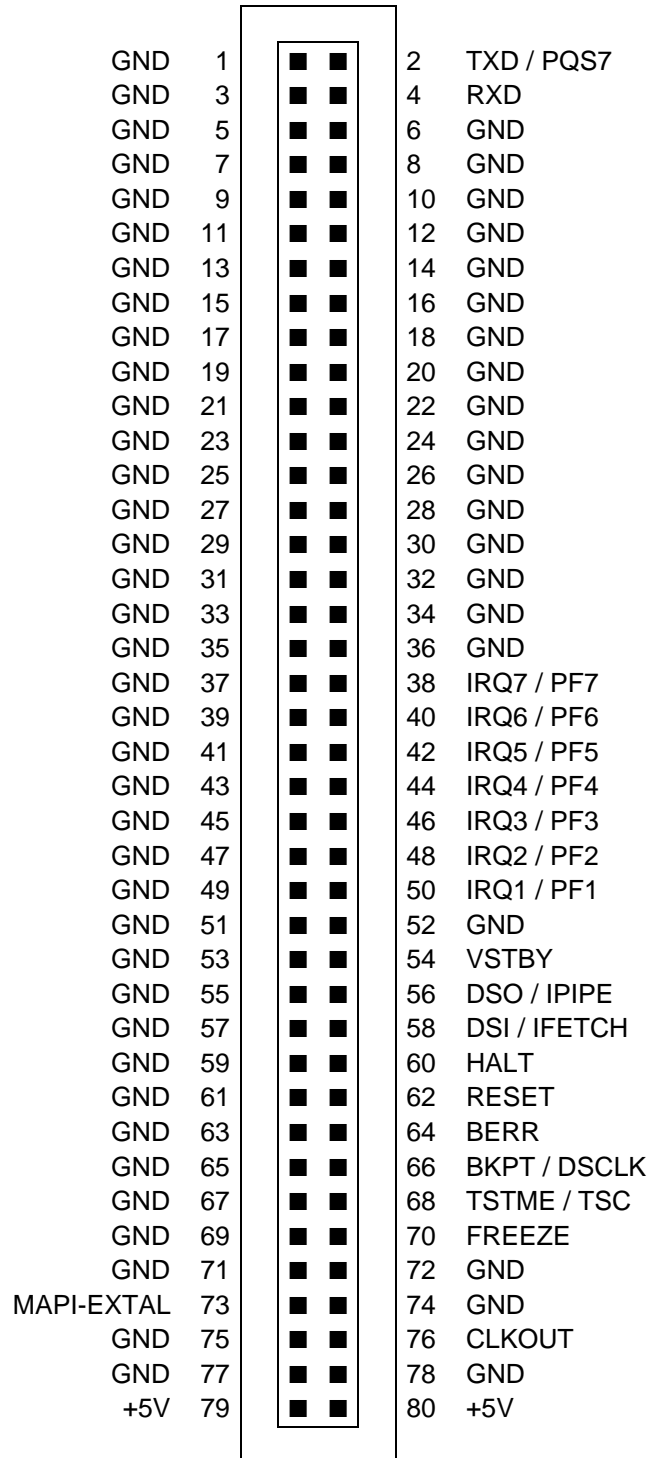 GND 1 2 TXD / PQS7
GND 3 4 RXD
GND 5 6 GND
GND 7 8 GND
GND 9 10 GND
GND 11 12 GND
GND 13 14 GND
GND 15 16 GND
GND 17 18 GND
GND 19 20 GND
GND 21 22 GND
GND 23 24 GND
GND 25 26 GND
GND 27 28 GND
GND 29 30 GND
GND 31 32 GND
GND 33 34 GND
GND 35 36 GND
GND 37 38 IRQ7 / PF7
GND 39 40 IRQ6 / PF6
GND 41 42 IRQ5 / PF5
GND 43 44 IRQ4 / PF4
GND 45 46 IRQ3 / PF3
GND 47 48 IRQ2 / PF2
GND 49 50 IRQ1 / PF1
GND 51 52 GND
GND 53 54 VSTBY
GND 55 56 DSO / IPIPE
GND 57 58 DSI / IFETCH
GND 59 60 HALT
GND 61 62 RESET
GND 63 64 BERR
GND 65 66 BKPT / DSCLK
GND 67 68 TSTME / TSC
GND 69 70 FREEZE
GND 71 72 GND
MAPI-EXTAL 73 74 GND
GND 75 76 CLKOUT
GND 77 78 GND
+5V 79 80 +5V